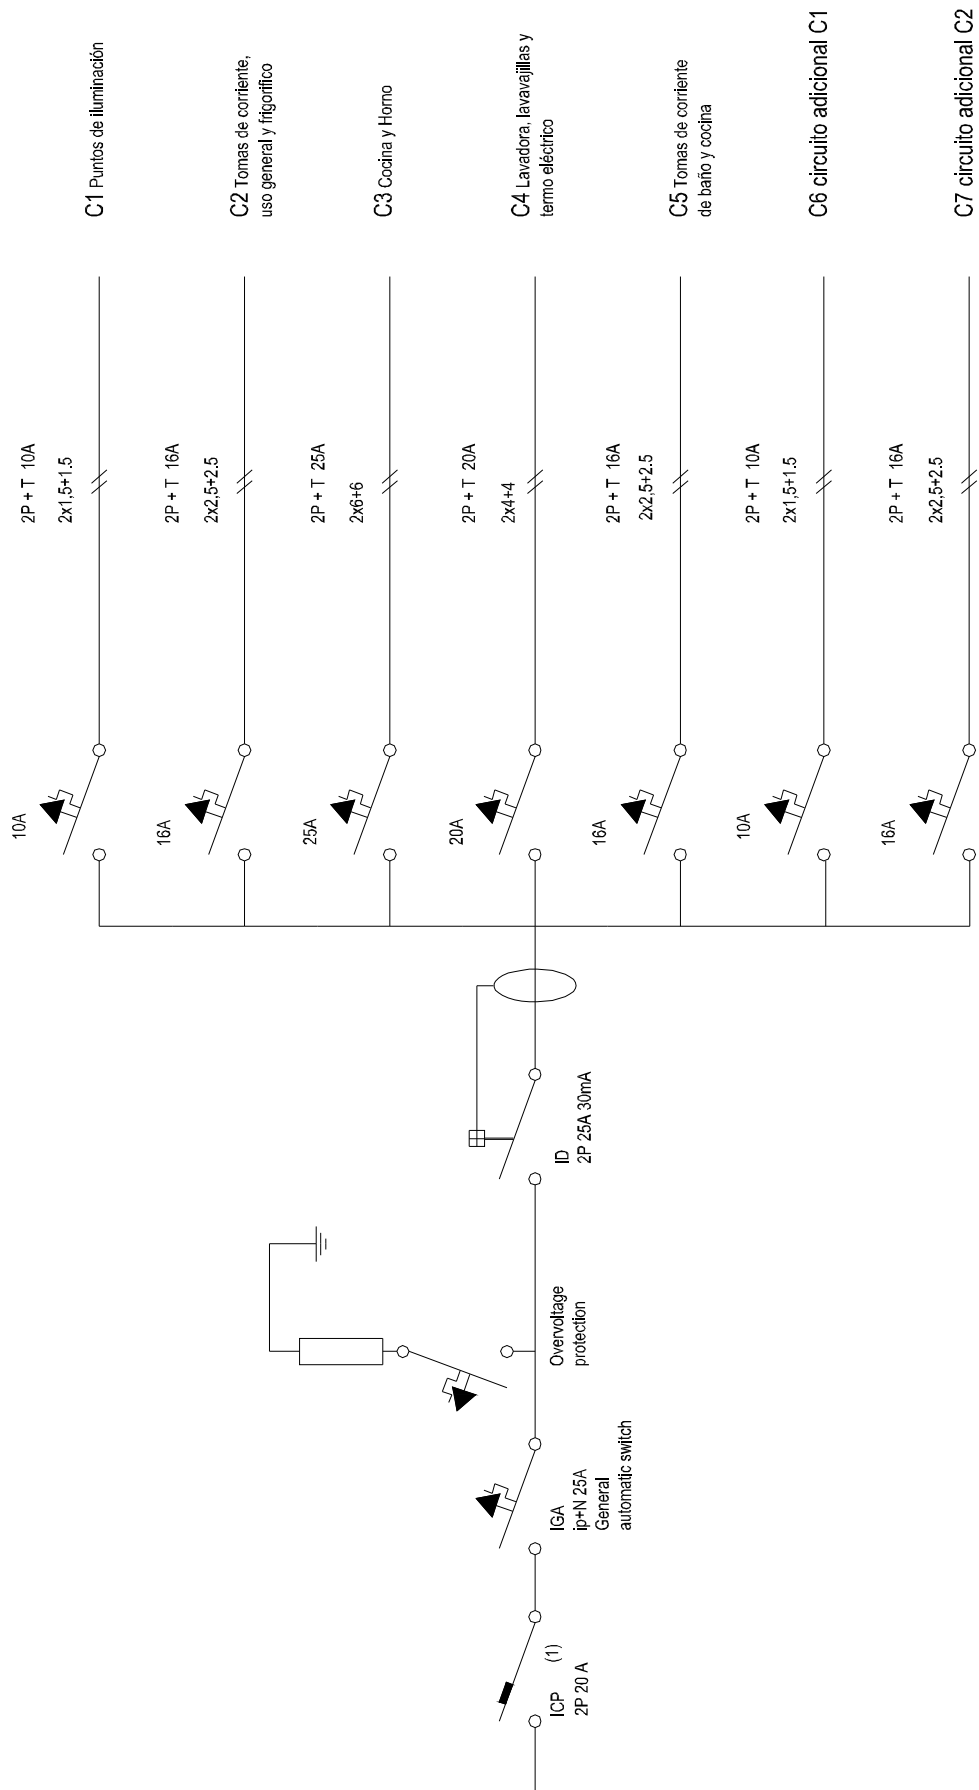 C1 Puntos de iluminación
C2 Tomas de corriente,
uso general y frigorifico
C3 Cocina y Horno
C4 Lavadora, lavavajillas y
termo eléctrico
C5 Tomas de corriente
de baño y cocina
C6 circuito adicional C1
C7 circuito adicional C2
2P + T 10A
2x1,5+1.5
2P + T 16A
2x2,5+2.5
2P + T 25A
2x6+6
2P + T 20A
2x4+4
2P + T 16A
2x2,5+2.5
2P + T 10A
2x1,5+1.5
2P + T 16A
2x2,5+2.5
10A
16A
25A
20A
16A
10A
16A
ID
2P 25A 30mA
Overvoltage
protection
IGA
ip+N 25A
General
automatic switch
ICP (1)
2P 20 A